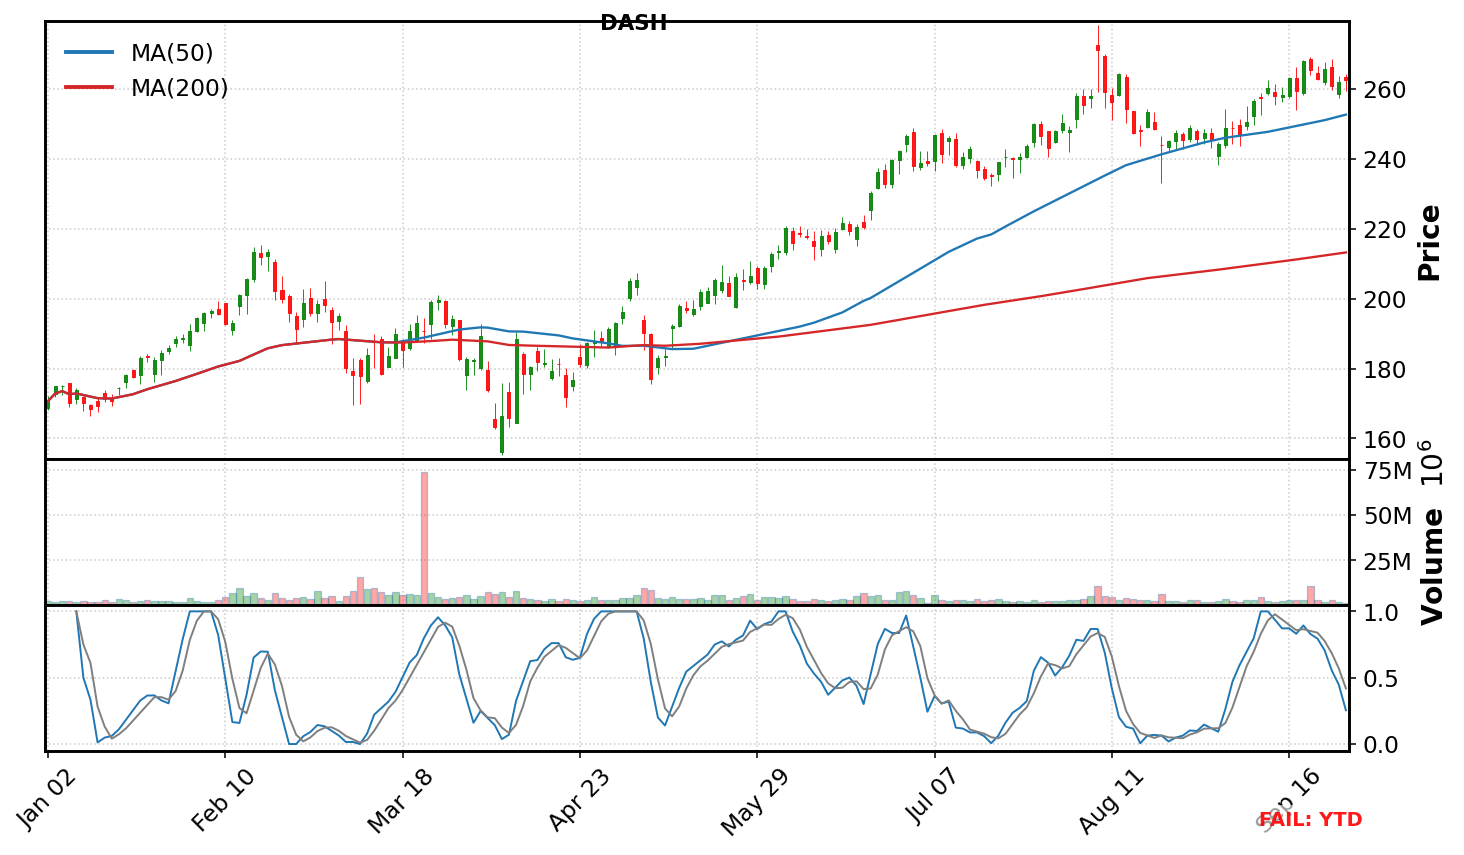 DASH
MA(50)
MA(200)
260
240
220
200
180
160
Price
75M
50M
25M
Volume 10⁶
1.0
0.5
0.0
Jan 02
Feb 10
Mar 18
Apr 23
May 29
Jul 07
Aug 11
Sep 16
FAIL: YTD